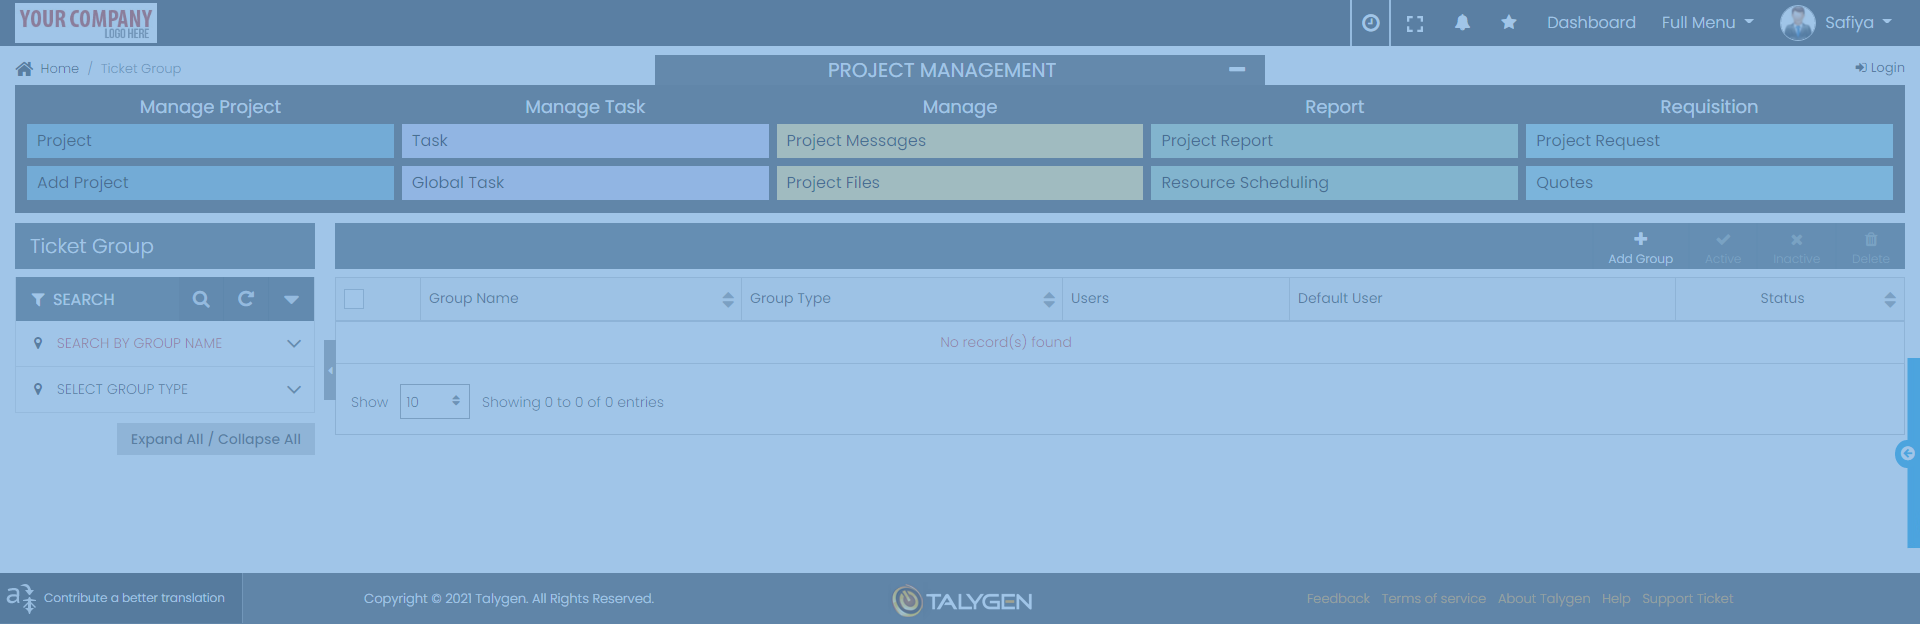 YOUR COMPANY
LOGO HERE
Dashboard Full Menu Safiya
Home / Ticket Group
PROJECT MANAGEMENT
Login
Manage Project Manage Task Manage Report Requisition
Project Task Project Messages Project Report Project Request
Add Project Global Task Project Files Resource Scheduling Quotes
Ticket Group
Add Group Active Inactive Delete
SEARCH
Group Name Group Type Users Default User Status
SEARCH BY GROUP NAME
No record(s) found
SELECT GROUP TYPE
Show 10 Showing 0 to 0 of 0 entries
Expand All / Collapse All
Contribute a better translation
Copyright © 2021 Talygen. All Rights Reserved.
TALYGEN
Feedback Terms of service About Talygen Help Support Ticket